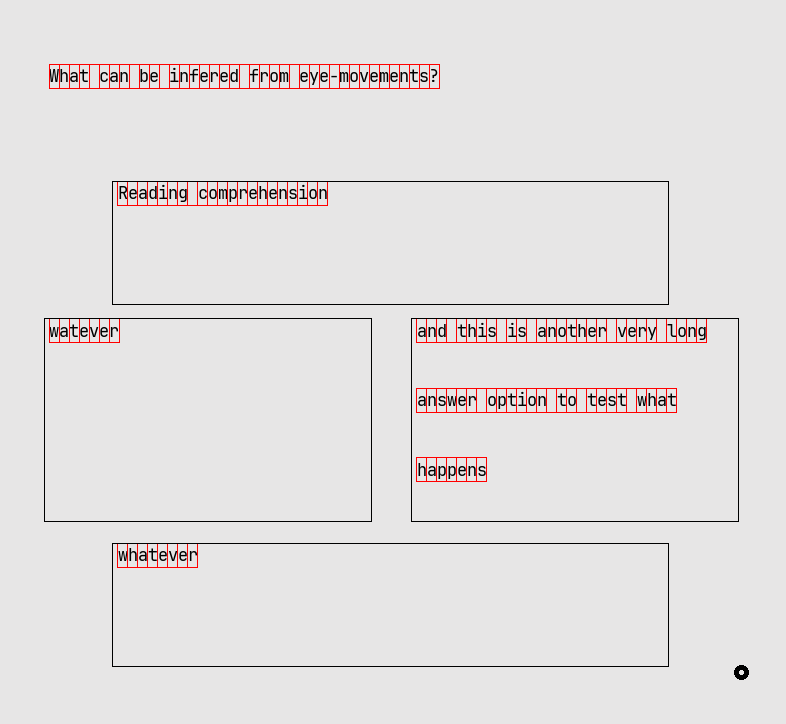 What can be infered from eye-movements?
Reading comprehension
watever
and this is another very long
answer option to test what
happens
whatever